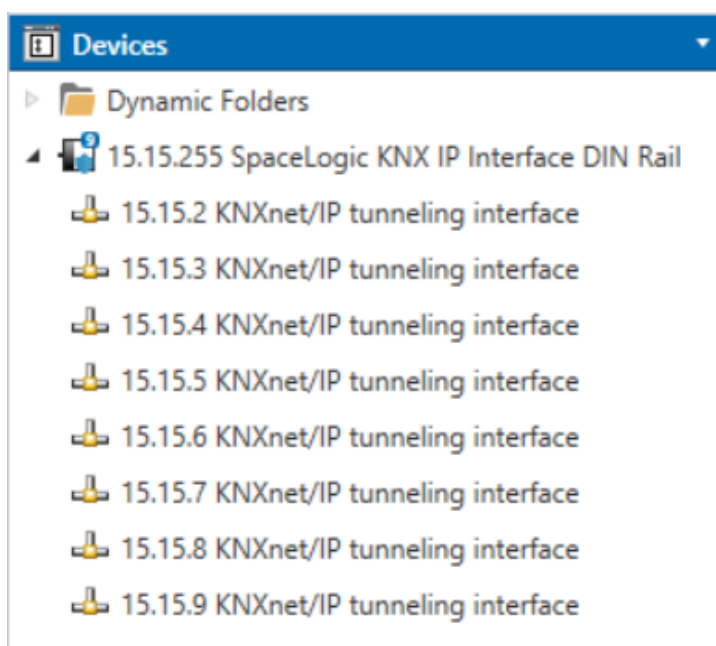 Devices
Dynamic Folders
9
15.15.255 SpaceLogic KNX IP Interface DIN Rail
15.15.2 KNXnet/IP tunneling interface
15.15.3 KNXnet/IP tunneling interface
15.15.4 KNXnet/IP tunneling interface
15.15.5 KNXnet/IP tunneling interface
15.15.6 KNXnet/IP tunneling interface
15.15.7 KNXnet/IP tunneling interface
15.15.8 KNXnet/IP tunneling interface
15.15.9 KNXnet/IP tunneling interface